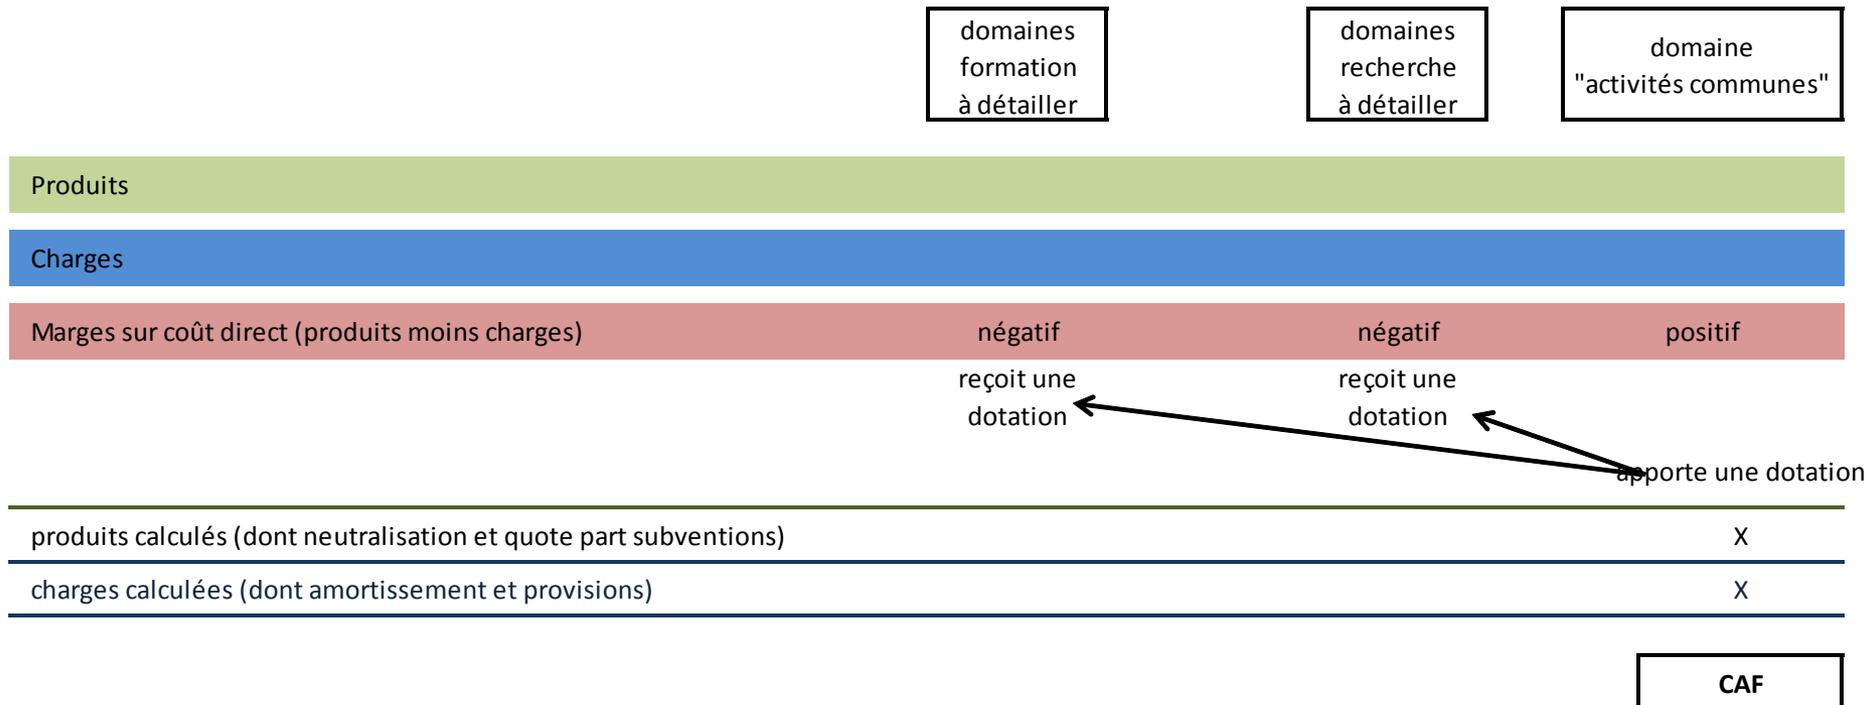 domaines
formation
à détailler
domaines
recherche
à détailler
domaine
"activités communes"
Produits
Charges
Marges sur coût direct (produits moins charges) négatif négatif positif
reçoit une
dotation
reçoit une
dotation
apporte une dotation
produits calculés (dont neutralisation et quote part subventions) X
charges calculées (dont amortissement et provisions) X
CAF